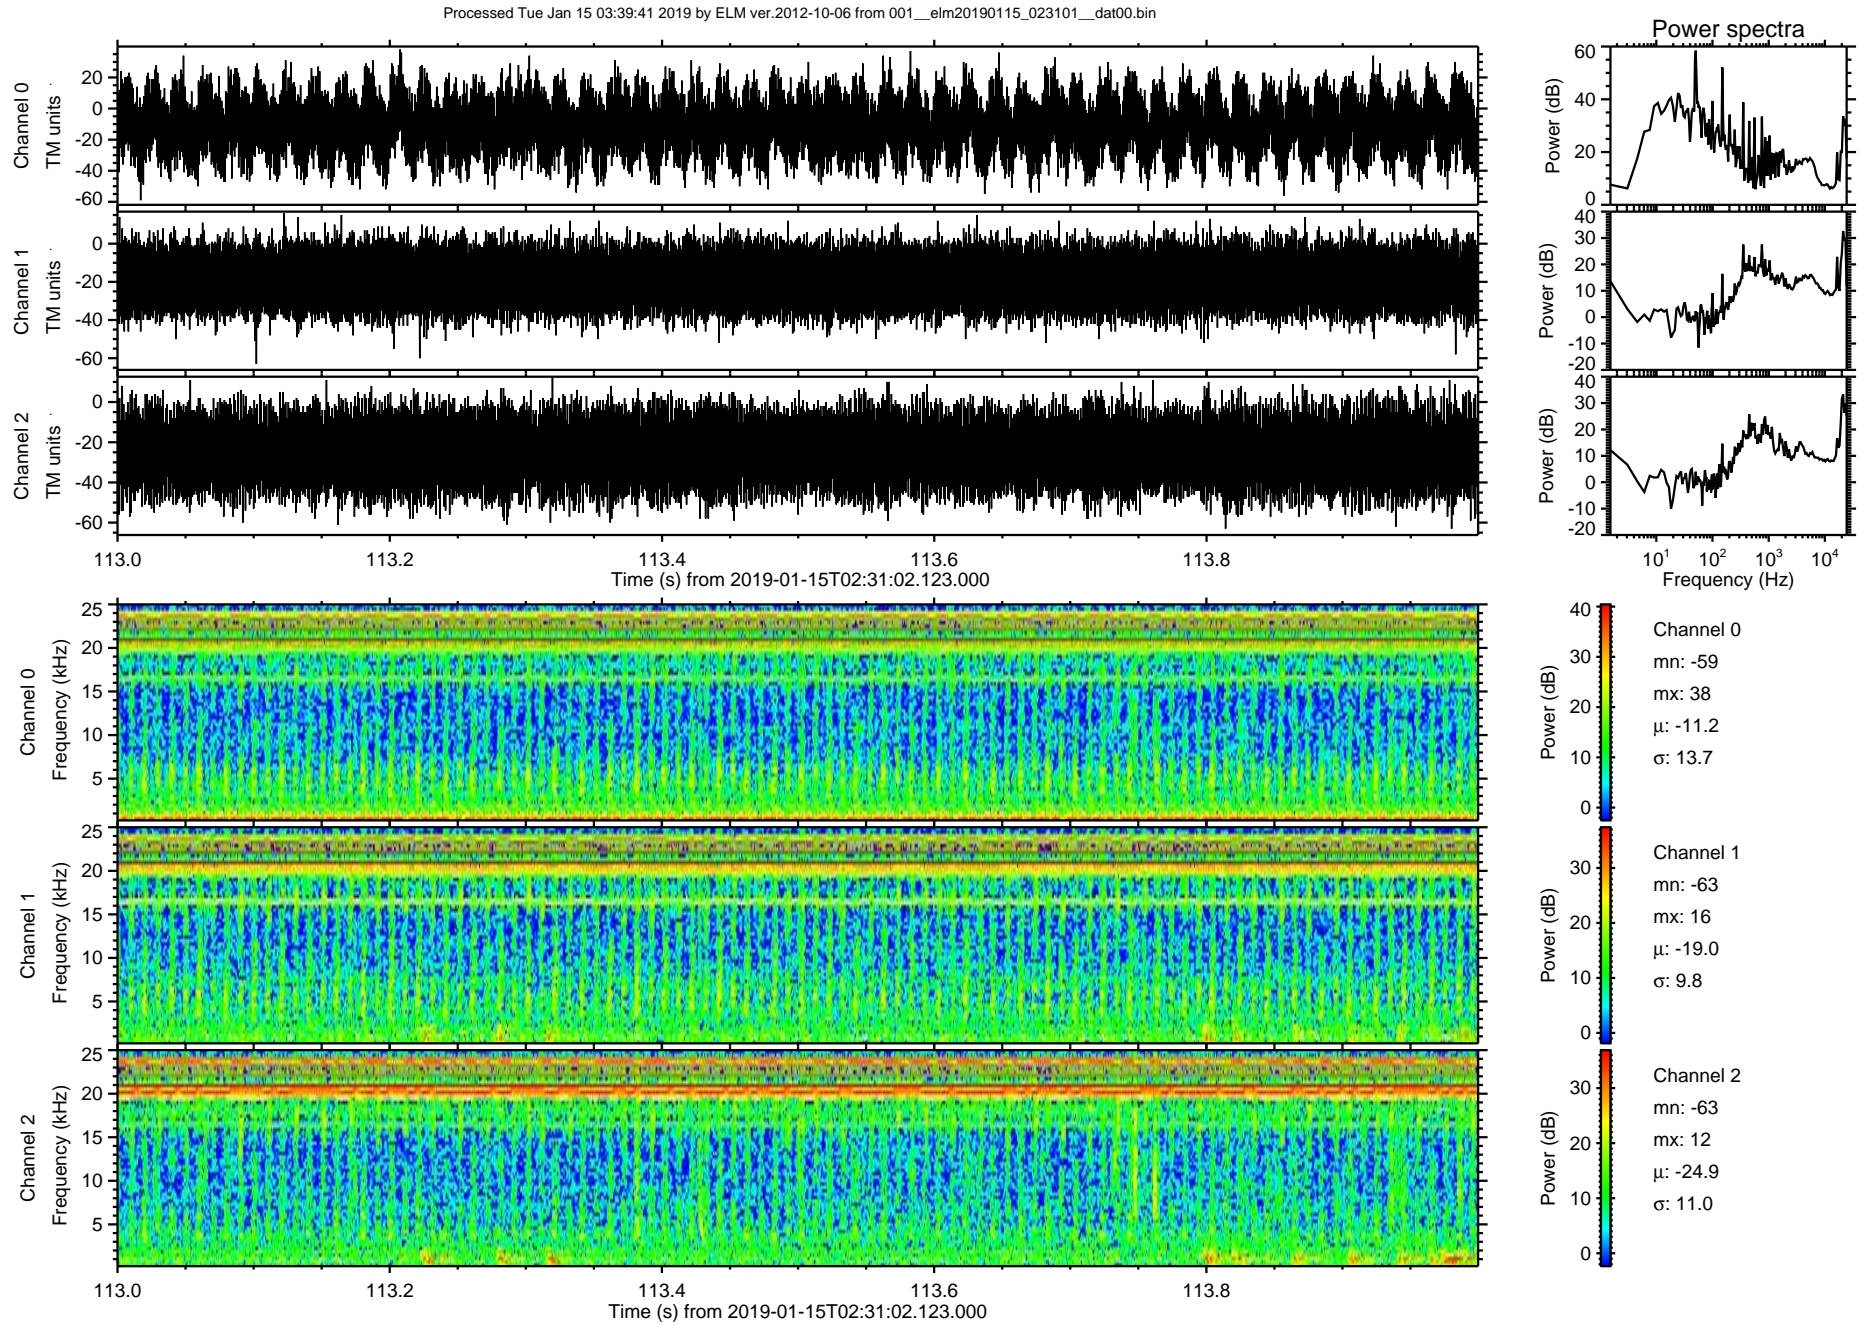 Processed Tue Jan 15 03:39:41 2019 by ELM ver.2012-10-06 from 001__elm20190115_023101__dat00.bin
Power spectra
Channel 0
TM units
20
0
-20
-40
-60
Power (dB)
60
40
20
0
Channel 1
TM units
0
-20
-40
-60
Power (dB)
40
30
20
10
0
-10
-20
Channel 2
TM units
0
-20
-40
-60
Power (dB)
40
30
20
10
0
-10
-20
113.0 113.2 113.4 113.6 113.8
Time (s) from 2019-01-15T02:31:02.123.000
10^1 10^2 10^3 10^4
Frequency (Hz)
Channel 0
Frequency (kHz)
25
20
15
10
5
Power (dB)
40
30
20
10
0
Channel 0
mn: -59
mx: 38
µ: -11.2
σ: 13.7
Channel 1
Frequency (kHz)
25
20
15
10
5
Power (dB)
30
20
10
0
Channel 1
mn: -63
mx: 16
µ: -19.0
σ: 9.8
Channel 2
Frequency (kHz)
25
20
15
10
5
Power (dB)
30
20
10
0
Channel 2
mn: -63
mx: 12
µ: -24.9
σ: 11.0
113.0 113.2 113.4 113.6 113.8
Time (s) from 2019-01-15T02:31:02.123.000